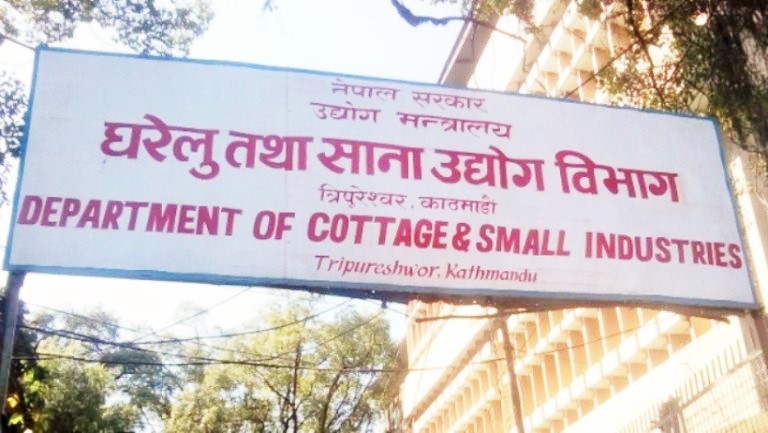 नेपाल सरकार
उद्योग मन्त्रालय
घरेलु तथा साना उद्योग विभाग
त्रिपुरेश्वर, काठमाडौं
DEPARTMENT OF COTTAGE & SMALL INDUSTRIES
Tripureshwor, Kathmandu